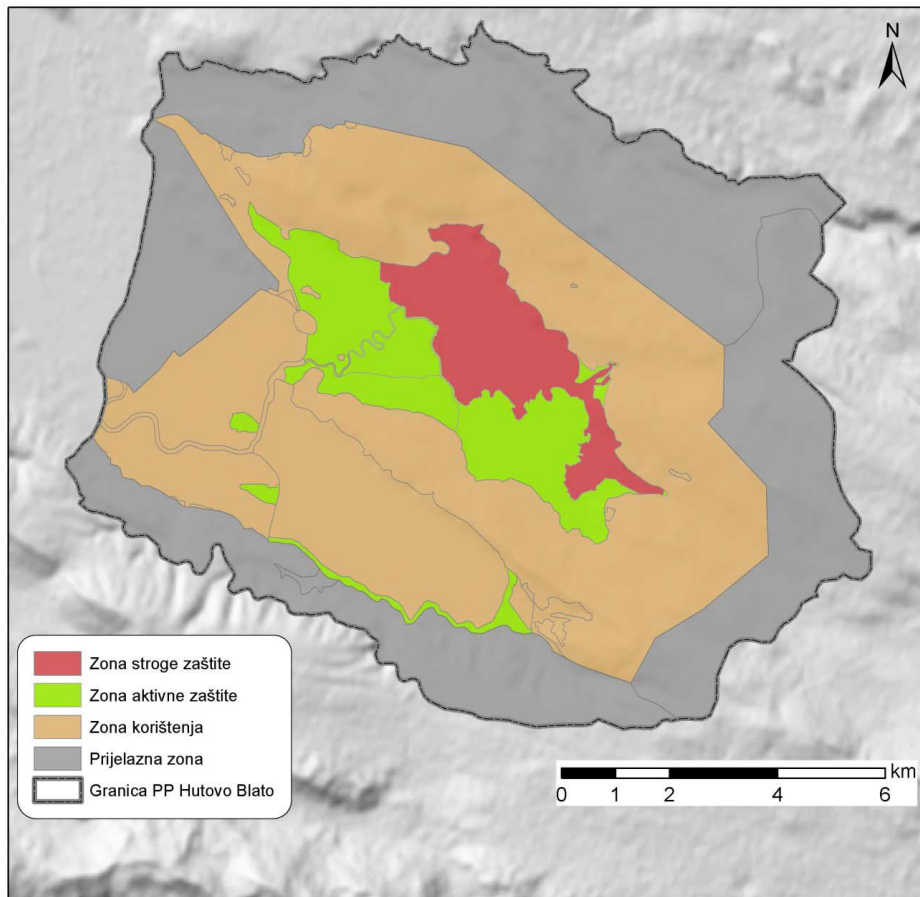 N
Zona stroge zaštite
Zona aktivne zaštite
Zona korištenja
Prijelazna zona
Granica PP Hutovo Blato
km
0 1 2 4 6